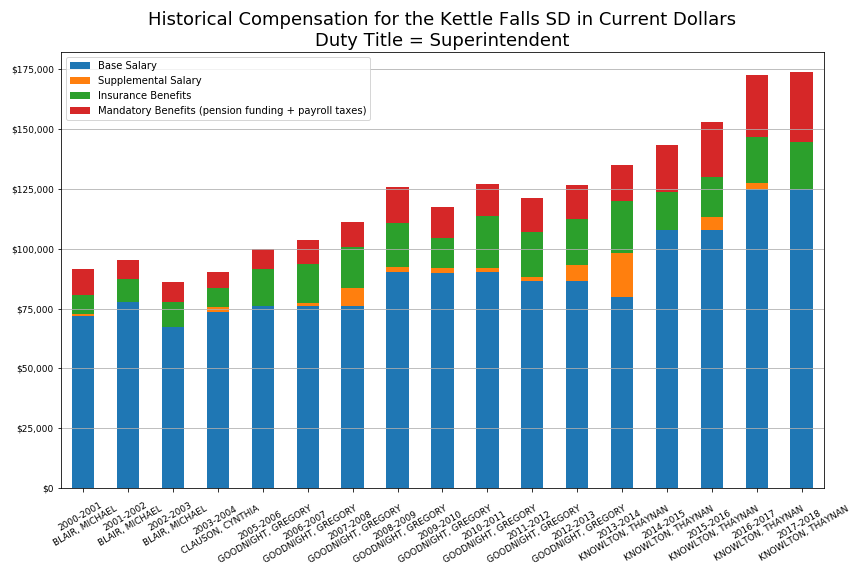 Historical Compensation for the Kettle Falls SD in Current Dollars
Duty Title = Superintendent
Base Salary
Supplemental Salary
Insurance Benefits
Mandatory Benefits (pension funding + payroll taxes)
$175,000
$150,000
$125,000
$100,000
$75,000
$50,000
$25,000
$0
2000-2001
BLAIR, MICHAEL
2001-2002
BLAIR, MICHAEL
2002-2003
BLAIR, MICHAEL
2003-2004
CLAUSON, CYNTHIA
2005-2006
GOODNIGHT, GREGORY
2006-2007
GOODNIGHT, GREGORY
2007-2008
GOODNIGHT, GREGORY
2008-2009
GOODNIGHT, GREGORY
2009-2010
GOODNIGHT, GREGORY
2010-2011
GOODNIGHT, GREGORY
2011-2012
GOODNIGHT, GREGORY
2012-2013
GOODNIGHT, GREGORY
2013-2014
KNOWLTON, THAYNAN
2014-2015
KNOWLTON, THAYNAN
2015-2016
KNOWLTON, THAYNAN
2016-2017
KNOWLTON, THAYNAN
2017-2018
KNOWLTON, THAYNAN